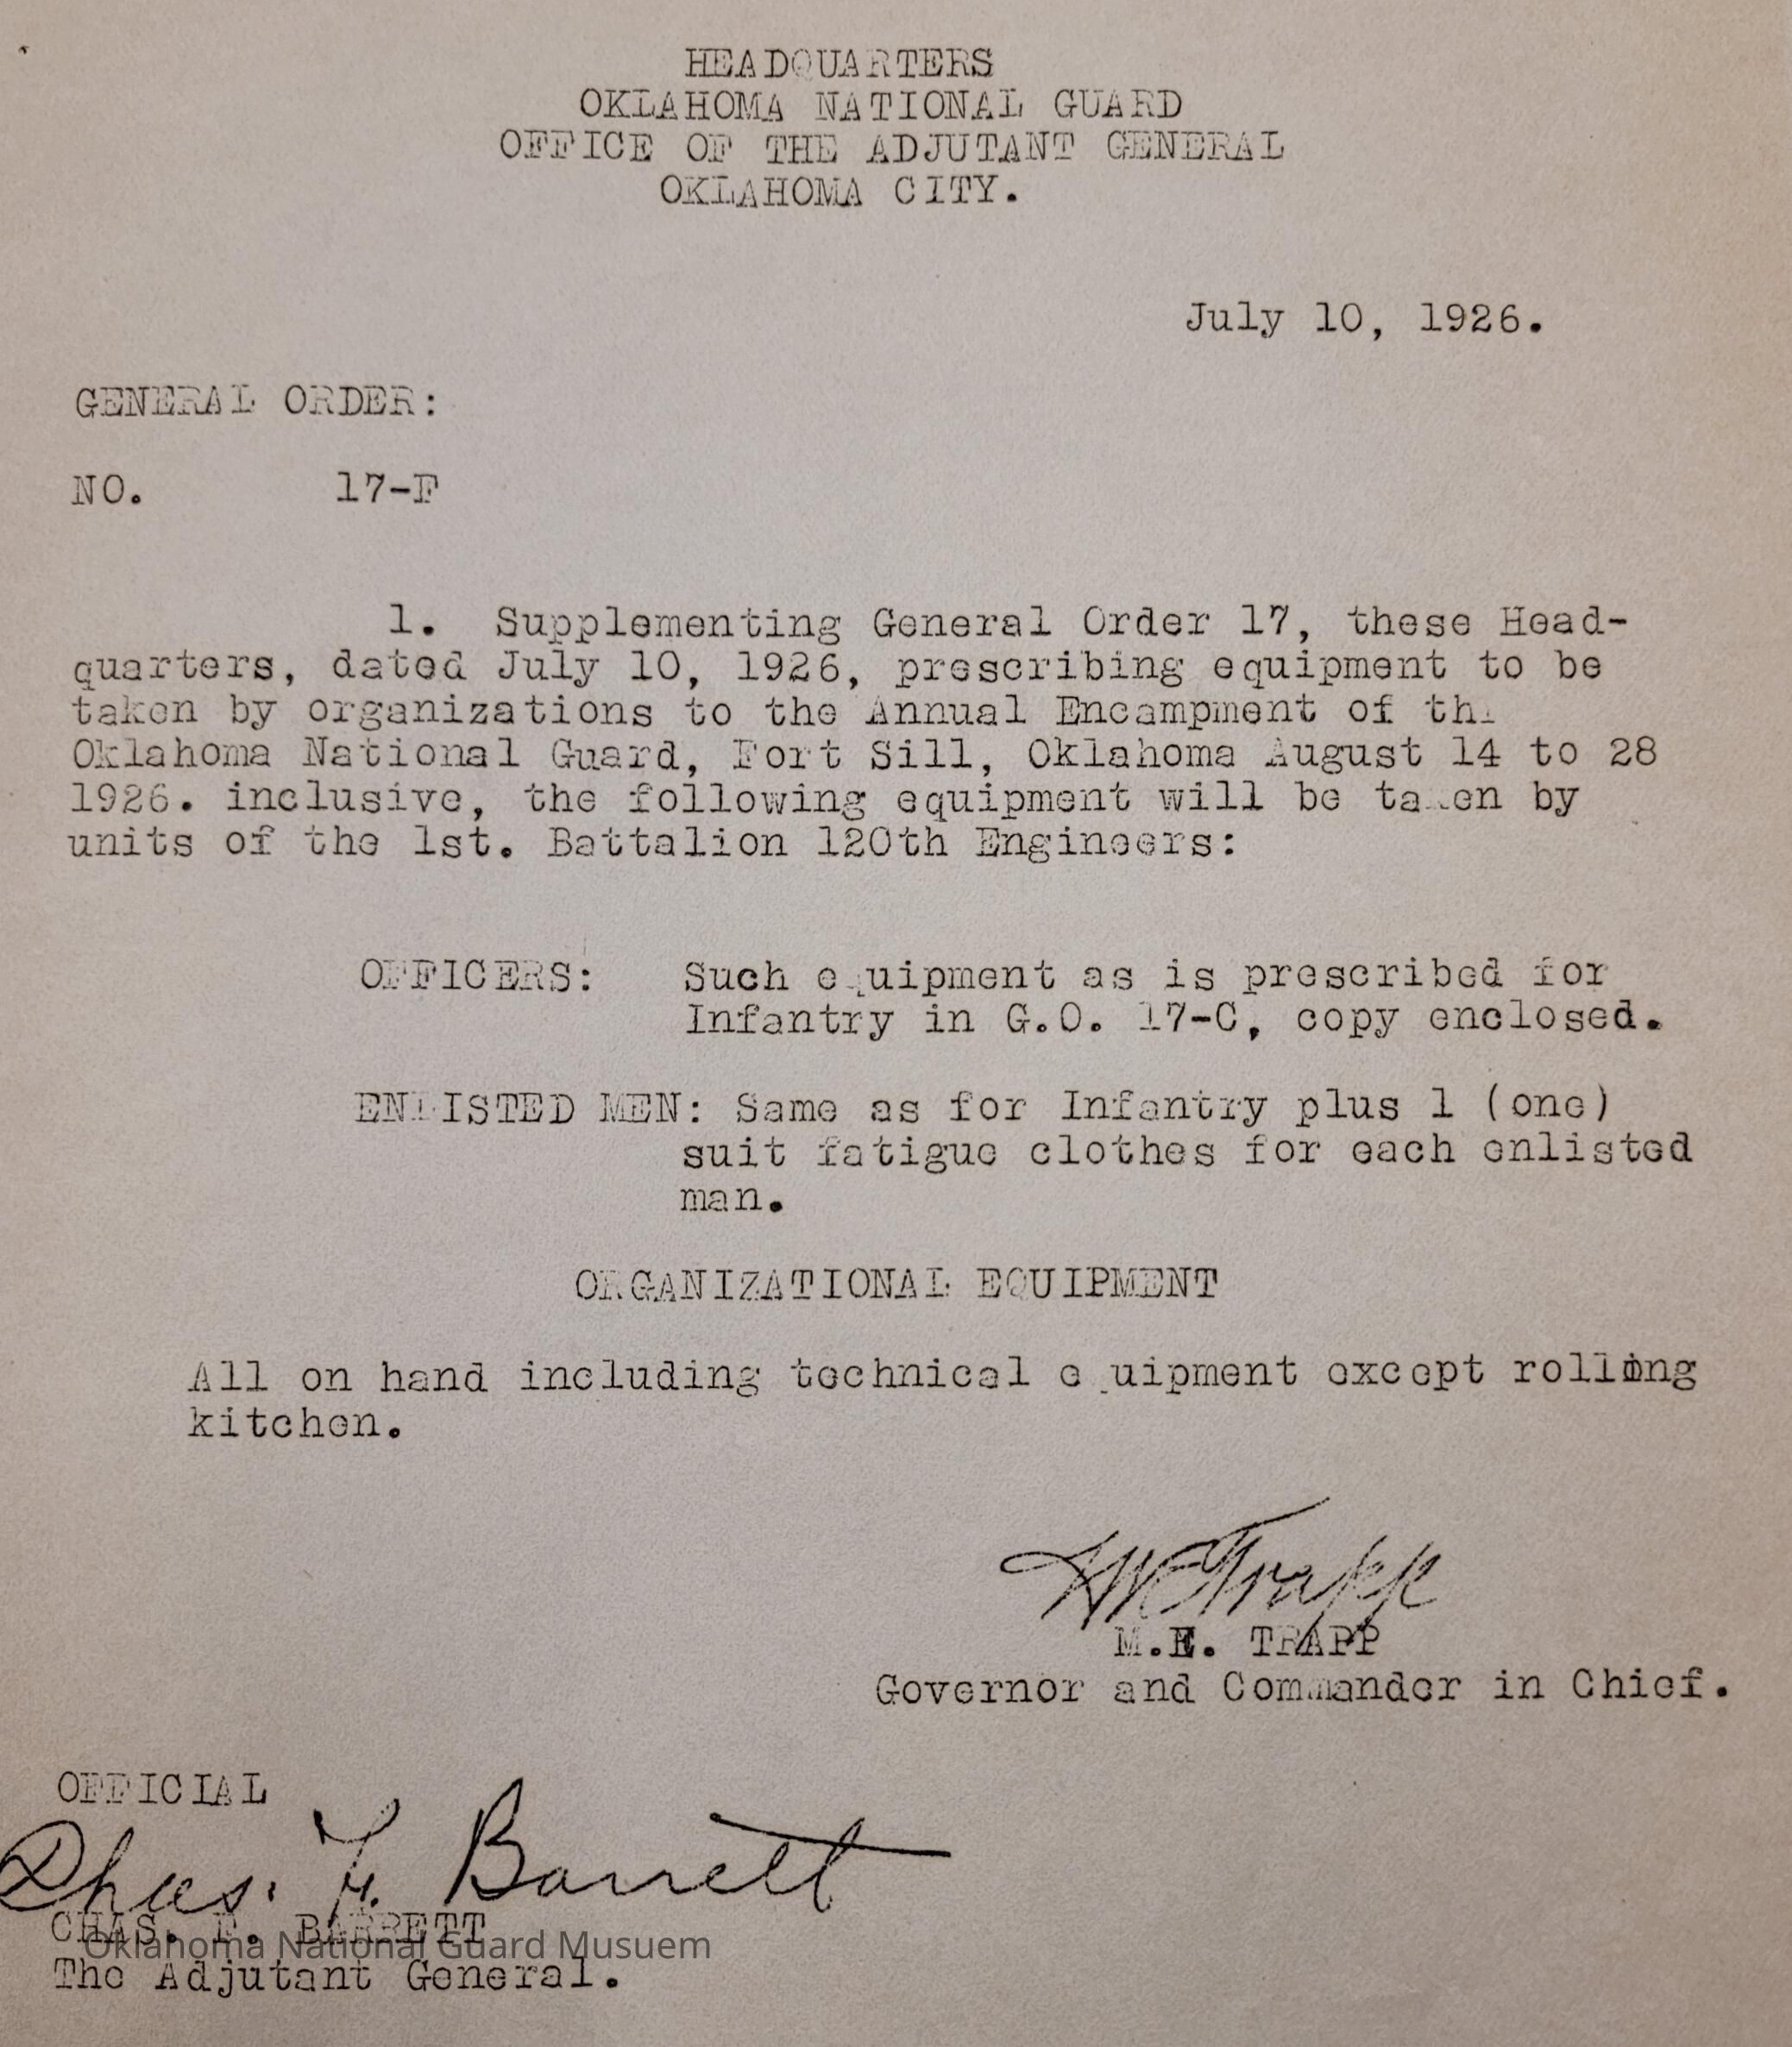 HEADQUARTERS
OKLAHOMA NATIONAL GUARD
OFFICE OF THE ADJUTANT GENERAL
OKLAHOMA CITY.
July 10, 1926.
GENERAL ORDER:
NO. 17-F
1. Supplementing General Order 17, these Head-
quarters, dated July 10, 1926, prescribing equipment to be
taken by organizations to the Annual Encampment of the
Oklahoma National Guard, Fort Sill, Oklahoma August 14 to 28
1926. inclusive, the following equipment will be taken by
units of the 1st. Battalion 120th Engineers:
OFFICERS: Such equipment as is prescribed for
Infantry in G.O. 17-C, copy enclosed.
ENLISTED MEN: Same as for Infantry plus 1 (one)
suit fatigue clothes for each enlisted
man.
ORGANIZATIONAL EQUIPMENT
All on hand including technical equipment except rolling
kitchen.
M E Trapp
M.E. TRAPP
Governor and Commander in Chief.
OFFICIAL
Chas. F. Barrett
CHAS. F. BARRETT
Oklahoma National Guard Musuem
The Adjutant General.